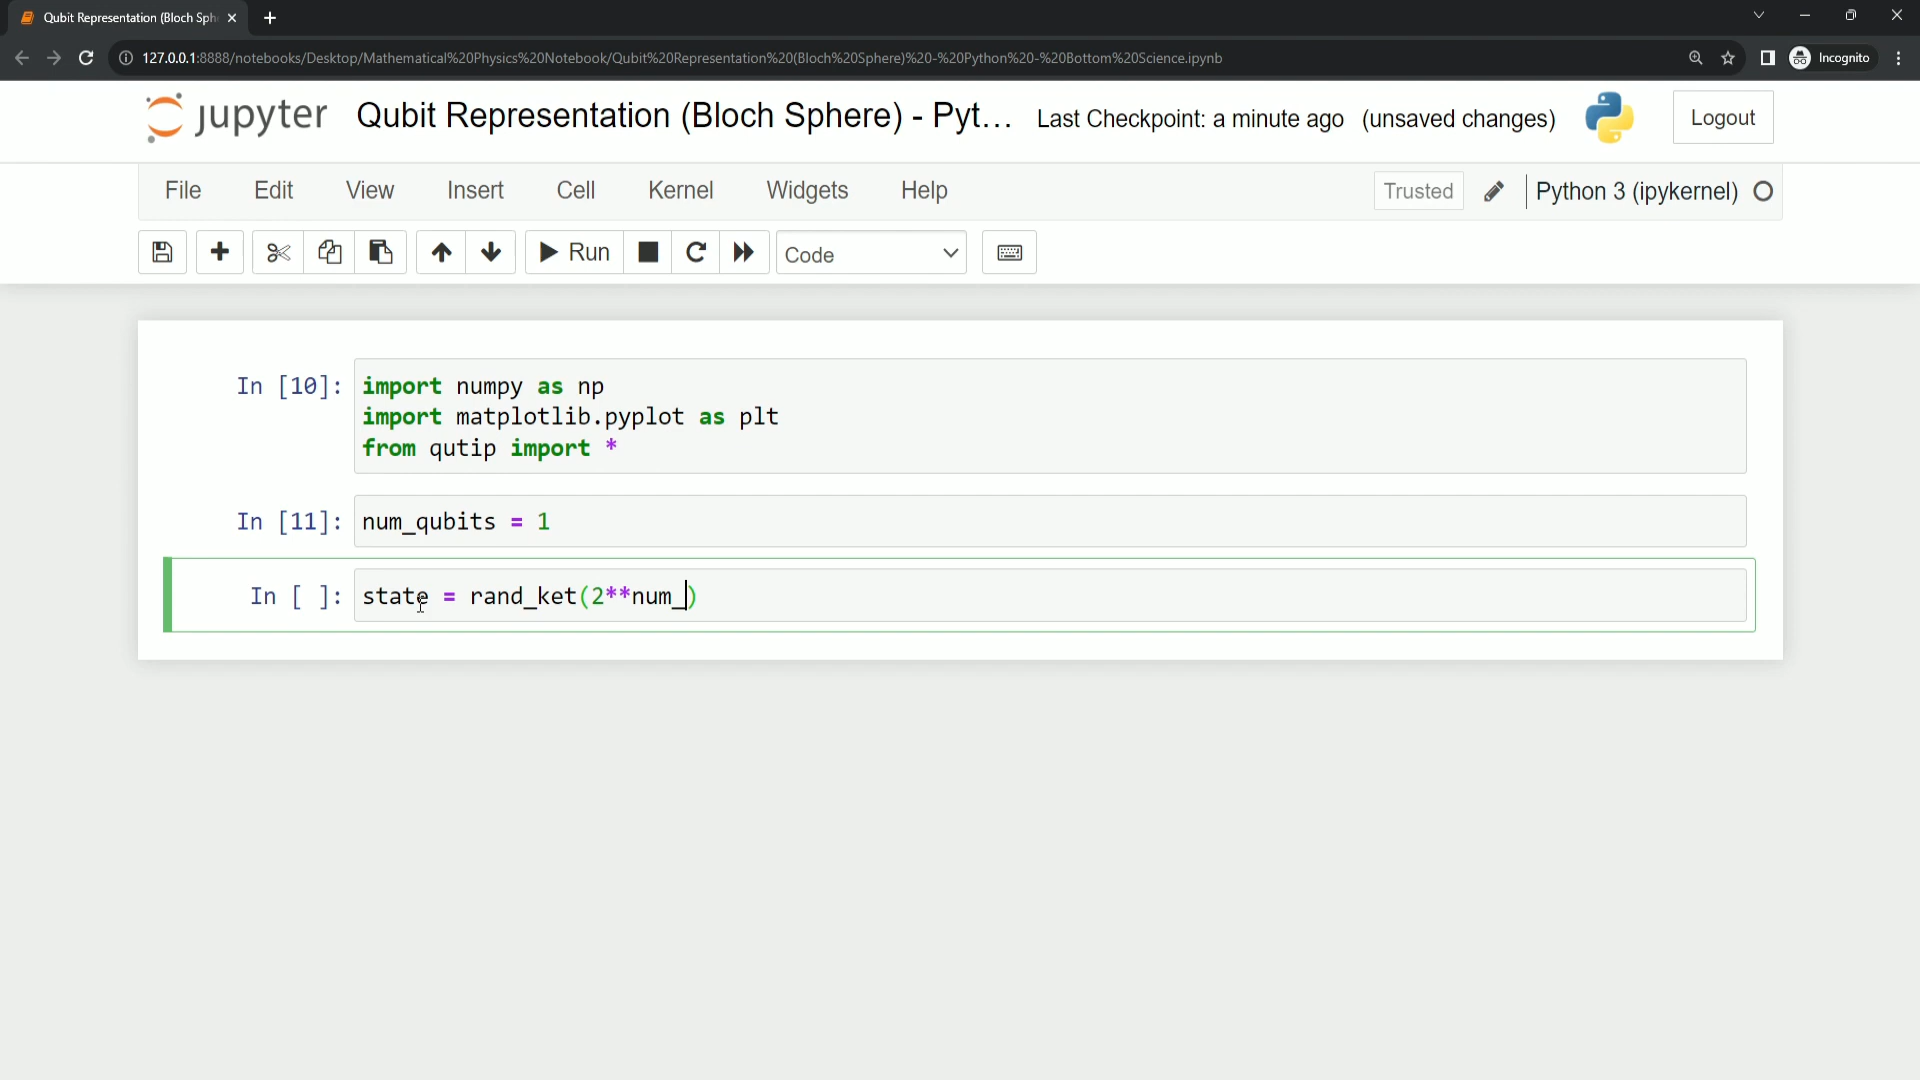 Qubit Representation (Bloch Sph
127.0.0.1:8888/notebooks/Desktop/Mathematical%20Physics%20Notebook/Qubit%20Representation%20(Bloch%20Sphere)%20-%20Python%20-%20Bottom%20Science.ipynb
Incognito
jupyter Qubit Representation (Bloch Sphere) - Pyt... Last Checkpoint: a minute ago (unsaved changes) Logout
File Edit View Insert Cell Kernel Widgets Help Trusted Python 3 (ipykernel)
Run Code
In [10]: import numpy as np
import matplotlib.pyplot as plt
from qutip import *
In [11]: num_qubits = 1
In [ ]: state = rand_ket(2**num_)